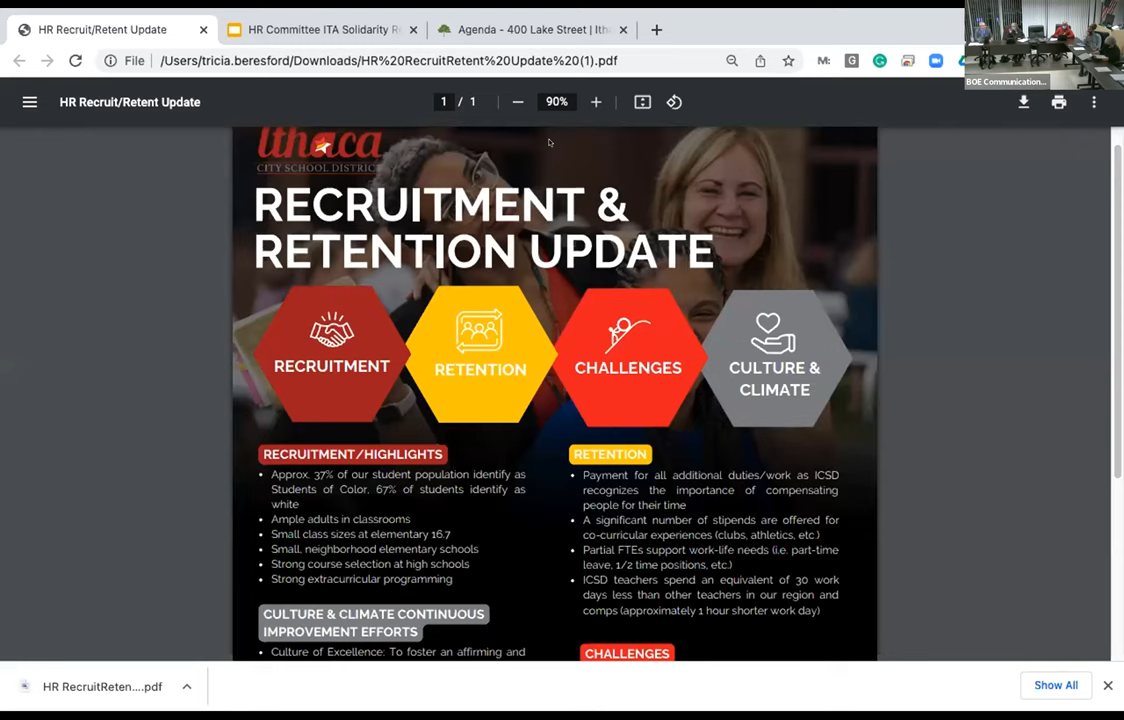 HR Recruit/Retent Update
HR Committee ITA Solidarity R
Agenda - 400 Lake Street | Ith
File
/Users/tricia.beresford/Downloads/HR%20RecruitRetent%20Update%20(1).pdf
M:
G
BOE Communication...
HR Recruit/Retent Update
1 / 1
90%
Ithaca
CITY SCHOOL DISTRICT
RECRUITMENT &
RETENTION UPDATE
RECRUITMENT
RETENTION
CHALLENGES
CULTURE &
CLIMATE
RECRUITMENT/HIGHLIGHTS
• Approx. 37% of our student population identify as
Students of Color, 67% of students identify as
white
• Ample adults in classrooms
• Small class sizes at elementary 16.7
• Small, neighborhood elementary schools
• Strong course selection at high schools
• Strong extracurricular programming
CULTURE & CLIMATE CONTINUOUS
IMPROVEMENT EFFORTS
• Culture of Excellence: To foster an affirming and
RETENTION
• Payment for all additional duties/work as ICSD
recognizes the importance of compensating
people for their time
• A significant number of stipends are offered for
co-curricular experiences (clubs, athletics, etc.)
• Partial FTEs support work-life needs (i.e. part-time
leave, 1/2 time positions, etc.)
• ICSD teachers spend an equivalent of 30 work
days less than other teachers in our region and
comps (approximately 1 hour shorter work day)
CHALLENGES
HR RecruitReten....pdf
Show All